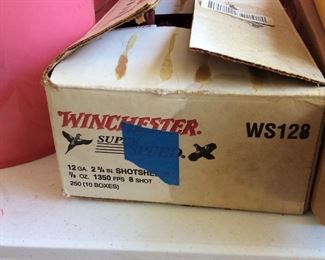 WINCHESTER.
WS128
SUP PEED.
12 GA. 2 3/4 IN. SHOTSHE
7/8 OZ. 1350 FPS 8 SHOT
250 (10 BOXES)